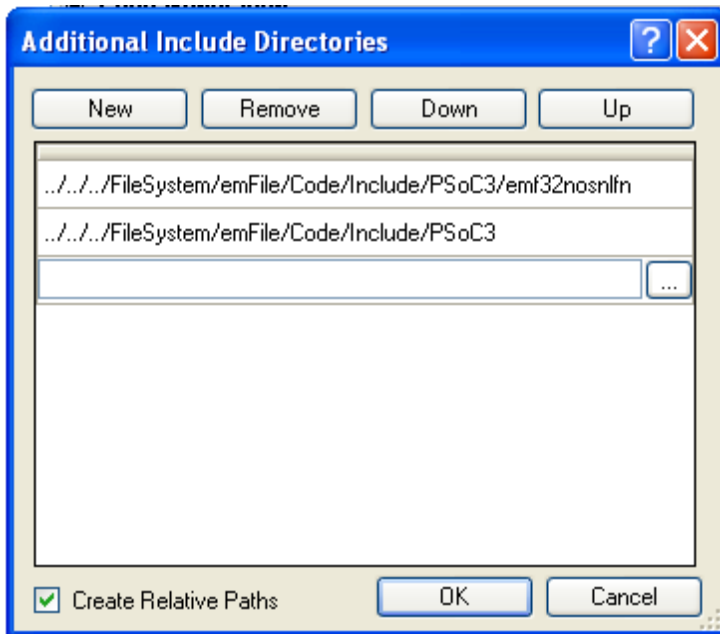 Additional Include Directories
New Remove Down Up
../../../FileSystem/emFile/Code/Include/PSoC3/emf32nosnlfn
../../../FileSystem/emFile/Code/Include/PSoC3
...
Create Relative Paths OK Cancel